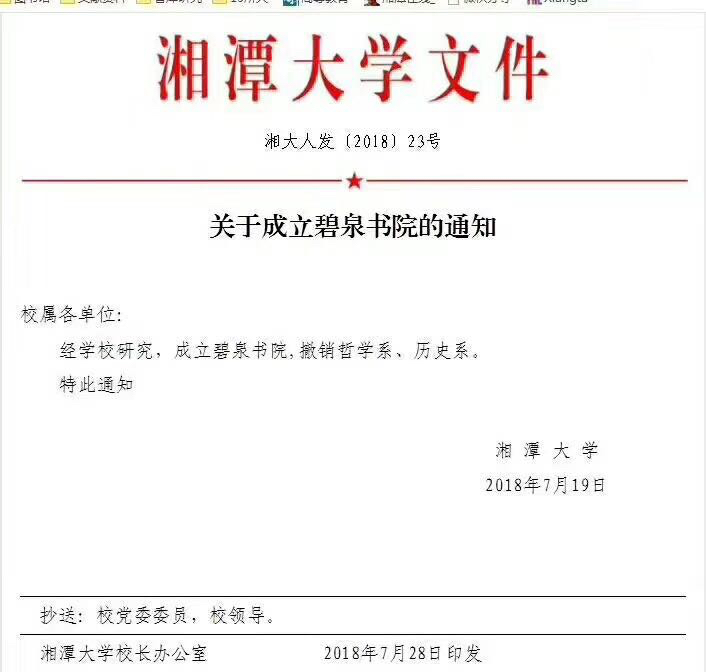 湘潭大学文件
湘大人发〔2018〕23号
关于成立碧泉书院的通知
校属各单位：
经学校研究，成立碧泉书院,撤销哲学系、历史系。
特此通知
湘 潭 大 学
2018年7月19日
抄送：校党委委员，校领导。
湘潭大学校长办公室 2018年7月28日印发